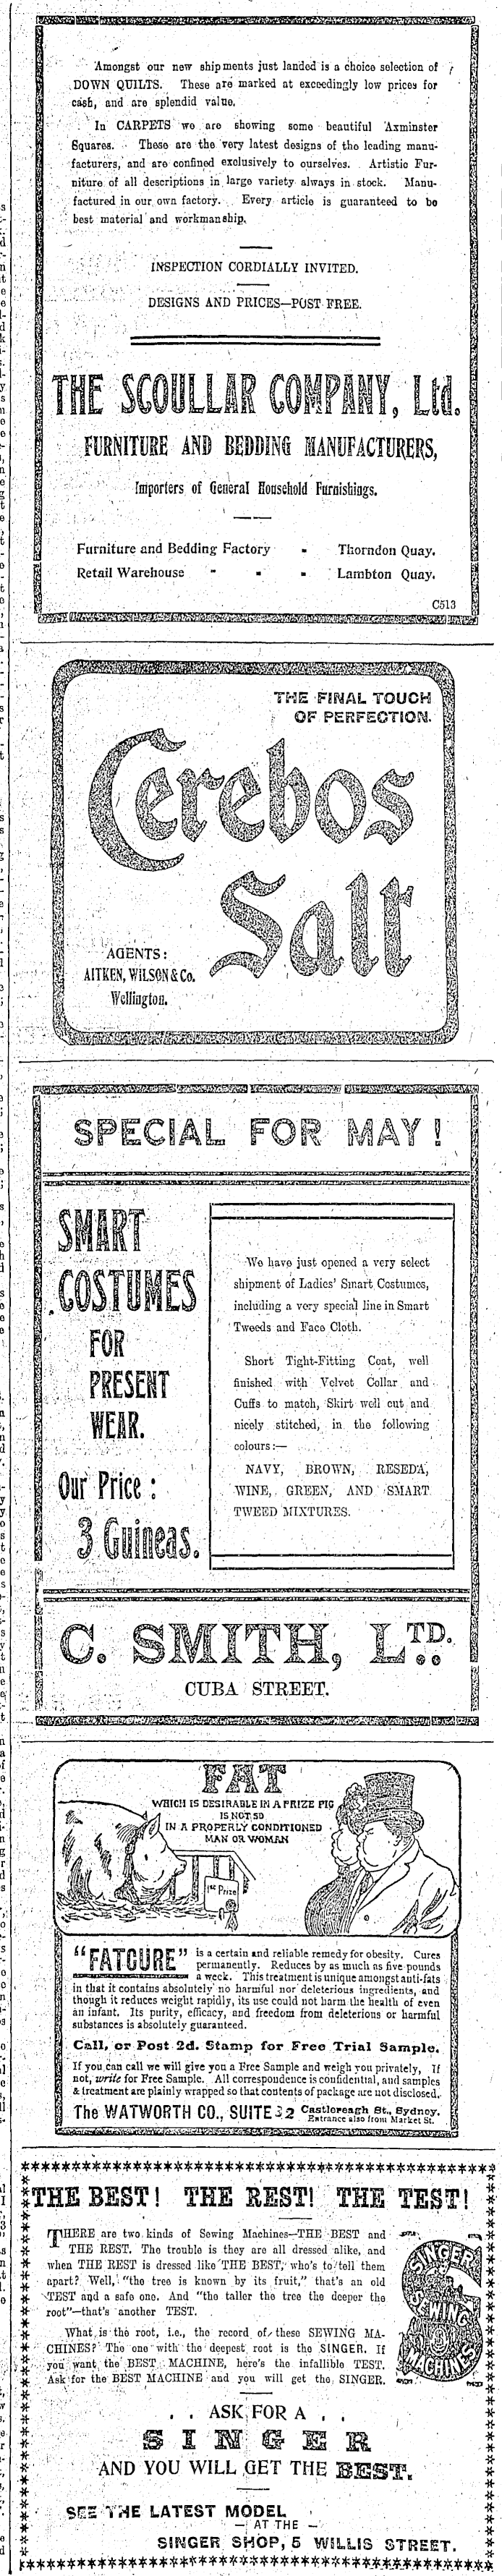 Amongst our new shipments just landed is a choice selection of
DOWN QUILTS. These are marked at exceedingly low prices for
cash, and are splendid value.
In CARPETS we are showing some beautiful Axminster
Squares. These are the very latest designs of the leading manu-
facturers, and are confined exclusively to ourselves. Artistic Fur-
niture of all descriptions in large variety always in stock. Manu-
factured in our own factory. Every article is guaranteed to be
best material and workmanship.
INSPECTION CORDIALLY INVITED.
DESIGNS AND PRICES—POST FREE.
THE SCOULLAR COMPANY, Ltd.
FURNITURE AND BEDDING MANUFACTURERS,
Importers of General Household Furnishings.
Furniture and Bedding Factory - Thorndon Quay.
Retail Warehouse - - - Lambton Quay.
C513
THE FINAL TOUCH
OF PERFECTION.
Cerebos
Salt
AGENTS:
AITKEN, WILSON & Co.
Wellington.
SPECIAL FOR MAY!
SMART
COSTUMES
FOR
PRESENT
WEAR.
Our Price:
3 Guineas.
We have just opened a very select
shipment of Ladies' Smart Costumes,
including a very special line in Smart
Tweeds and Face Cloth.
Short Tight-Fitting Coat, well
finished with Velvet Collar and
Cuffs to match, Skirt well cut and
nicely stitched, in the following
colours:—
NAVY, BROWN, RESEDA,
WINE, GREEN, AND SMART
TWEED MIXTURES.
C. SMITH, LTD.
CUBA STREET.
FAT
WHICH IS DESIRABLE IN A PRIZE PIG
IS NOT SO
IN A PROPERLY CONDITIONED
MAN OR WOMAN
1st Prize
"FATCURE" is a certain and reliable remedy for obesity. Cures
permanently. Reduces by as much as five pounds
a week. This treatment is unique amongst anti-fats
in that it contains absolutely no harmful nor deleterious ingredients, and
though it reduces weight rapidly, its use could not harm the health of even
an infant. Its purity, efficacy, and freedom from deleterious or harmful
substances is absolutely guaranteed.
Call, or Post 2d. Stamp for Free Trial Sample.
If you can call we will give you a Free Sample and weigh you privately, If
not, write for Free Sample. All correspondence is confidential, and samples
& treatment are plainly wrapped so that contents of package are not disclosed.
The WATWORTH CO., SUITE 32 Castlereagh St., Sydney.
Entrance also from Market St.
THE BEST! THE REST! THE TEST!
THERE are two kinds of Sewing Machines—THE BEST and
THE REST. The trouble is they are all dressed alike, and
when THE REST is dressed like THE BEST, who's to tell them
apart? Well, "the tree is known by its fruit," that's an old
TEST and a safe one. And "the taller the tree the deeper the
root"—that's another TEST.
What is the root, i.e., the record of these SEWING MA-
CHINES? The one with the deepest root is the SINGER. If
you want the BEST MACHINE, here's the infallible TEST.
Ask for the BEST MACHINE and you will get the SINGER.
SINGER
SEWING
MACHINES
. . ASK FOR A . .
SINGER
AND YOU WILL GET THE BEST.
SEE THE LATEST MODEL
— AT THE —
SINGER SHOP, 5 WILLIS STREET.